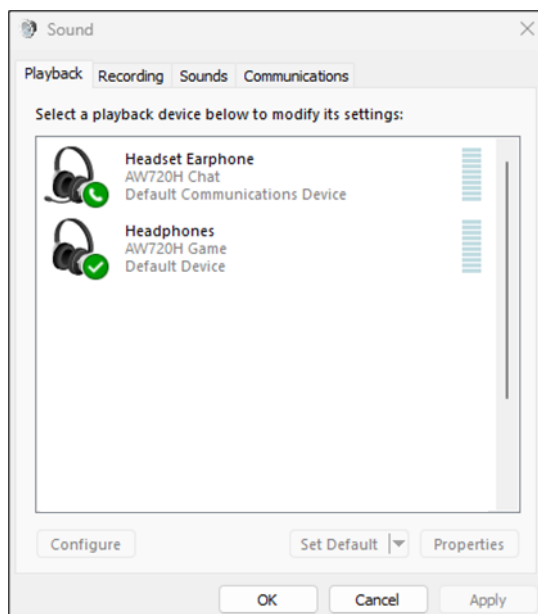 Sound
Playback Recording Sounds Communications
Select a playback device below to modify its settings:
Headset Earphone
AW720H Chat
Default Communications Device
Headphones
AW720H Game
Default Device
Configure Set Default Properties
OK Cancel Apply